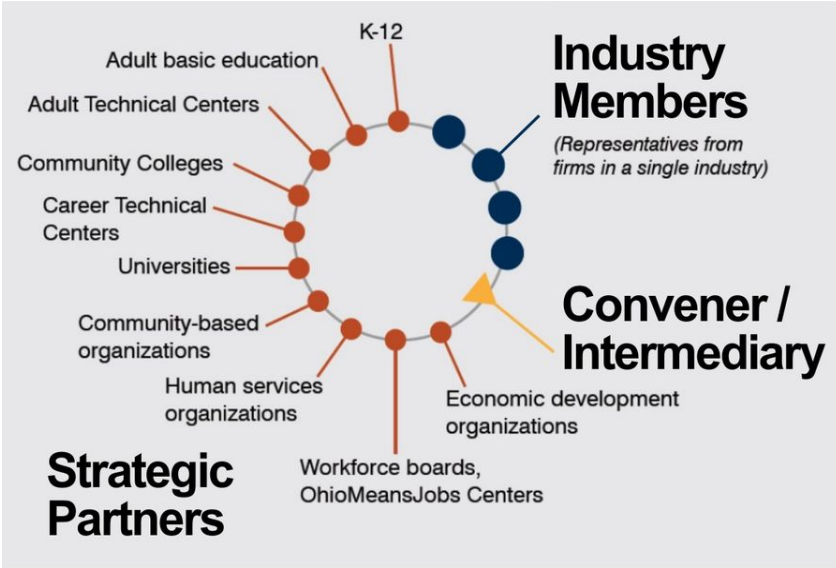 K-12
Adult basic education
Adult Technical Centers
Community Colleges
Career Technical
Centers
Universities
Community-based
organizations
Human services
organizations
Workforce boards,
OhioMeansJobs Centers
Economic development
organizations
Strategic
Partners
Industry
Members
(Representatives from
firms in a single industry)
Convener /
Intermediary